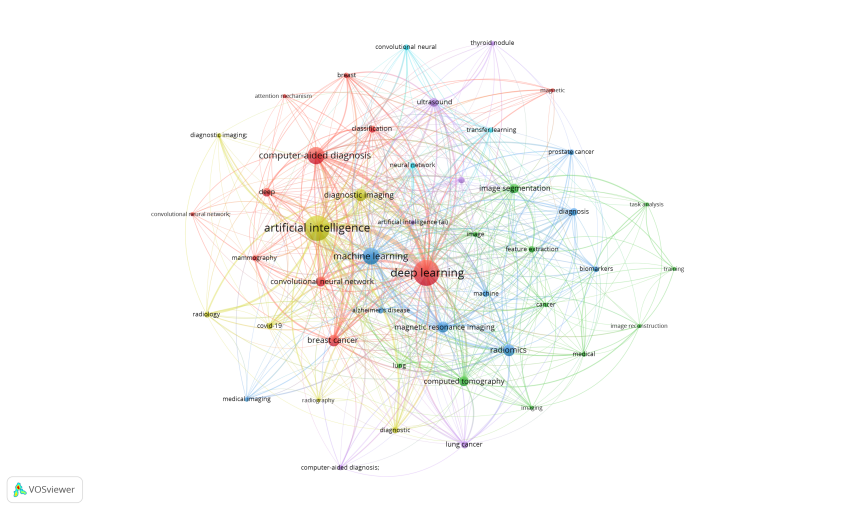 convolutional neural
thyroid nodule
breast
magnetic
attention mechanism
ultrasound
classification
transfer learning
diagnostic imaging;
computer-aided diagnosis
prostate cancer
neural network
deep
diagnostic imaging
image segmentation
task analysis
convolutional neural network;
diagnosis
artificial intelligence (ai)
artificial intelligence
image
feature extraction
mammography
machine learning
deep learning
biomarkers
training
convolutional neural network
machine
cancer
radiology
alzheimer's disease
covid-19
magnetic resonance imaging
image reconstruction
breast cancer
radiomics
medical
lung
computed tomography
medical imaging
radiography
imaging
diagnostic
lung cancer
computer-aided diagnosis;
VOSviewer